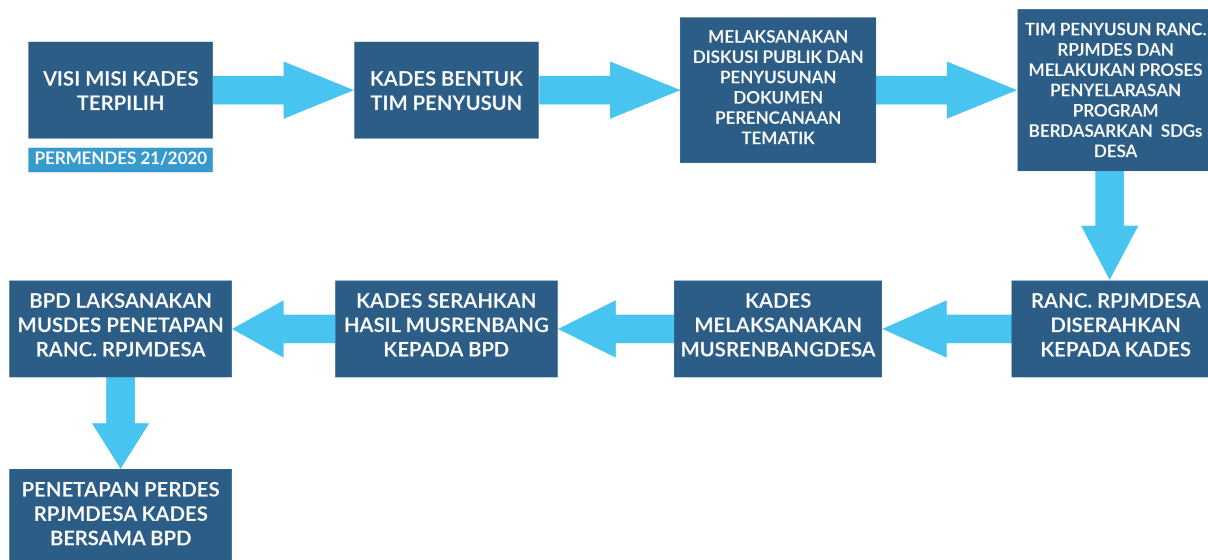 VISI MISI KADES
TERPILIH
PERMENDES 21/2020
KADES BENTUK
TIM PENYUSUN
MELAKSANAKAN
DISKUSI PUBLIK DAN
PENYUSUNAN
DOKUMEN
PERENCANAAN
TEMATIK
TIM PENYUSUN RANC.
RPJMDES DAN
MELAKUKAN PROSES
PENYELARASAN
PROGRAM
BERDASARKAN SDGs
DESA
RANC. RPJMDESA
DISERAHKAN
KEPADA KADES
KADES
MELAKSANAKAN
MUSRENBANGDESA
KADES SERAHKAN
HASIL MUSRENBANG
KEPADA BPD
BPD LAKSANAKAN
MUSDES PENETAPAN
RANC. RPJMDESA
PENETAPAN PERDES
RPJMDESA KADES
BERSAMA BPD